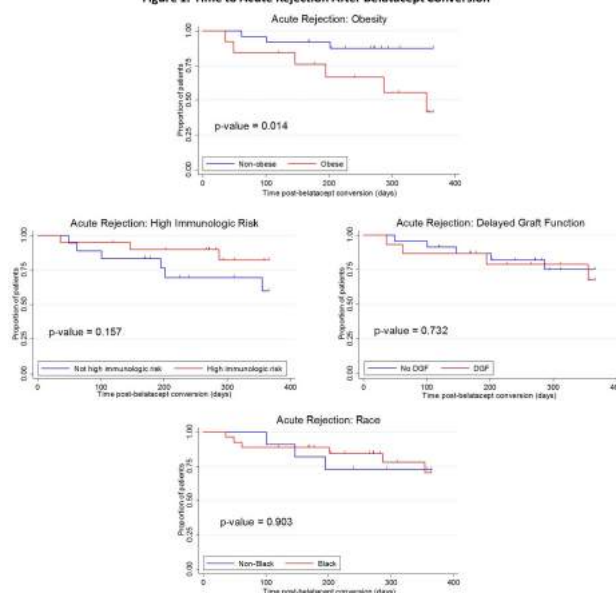 Figure 1. Time to Acute Rejection After Belatacept Conversion
Acute Rejection: Obesity
Proportion of patients
1.00
0.75
0.50
0.25
0.00
p-value = 0.014
Non-obese
Obese
0
100
200
300
400
Time post-belatacept conversion (days)
Acute Rejection: High Immunologic Risk
Proportion of patients
1.00
0.75
0.50
0.25
0.00
p-value = 0.157
Not high immunologic risk
High immunologic risk
0
100
200
300
400
Time post-belatacept conversion (days)
Acute Rejection: Delayed Graft Function
Proportion of patients
1.00
0.75
0.50
0.25
0.00
p-value = 0.732
No DGF
DGF
0
100
200
300
400
Time post-belatacept conversion (days)
Acute Rejection: Race
Proportion of patients
1.00
0.75
0.50
0.25
0.00
p-value = 0.903
Non-Black
Black
0
100
200
300
400
Time post-belatacept conversion (days)